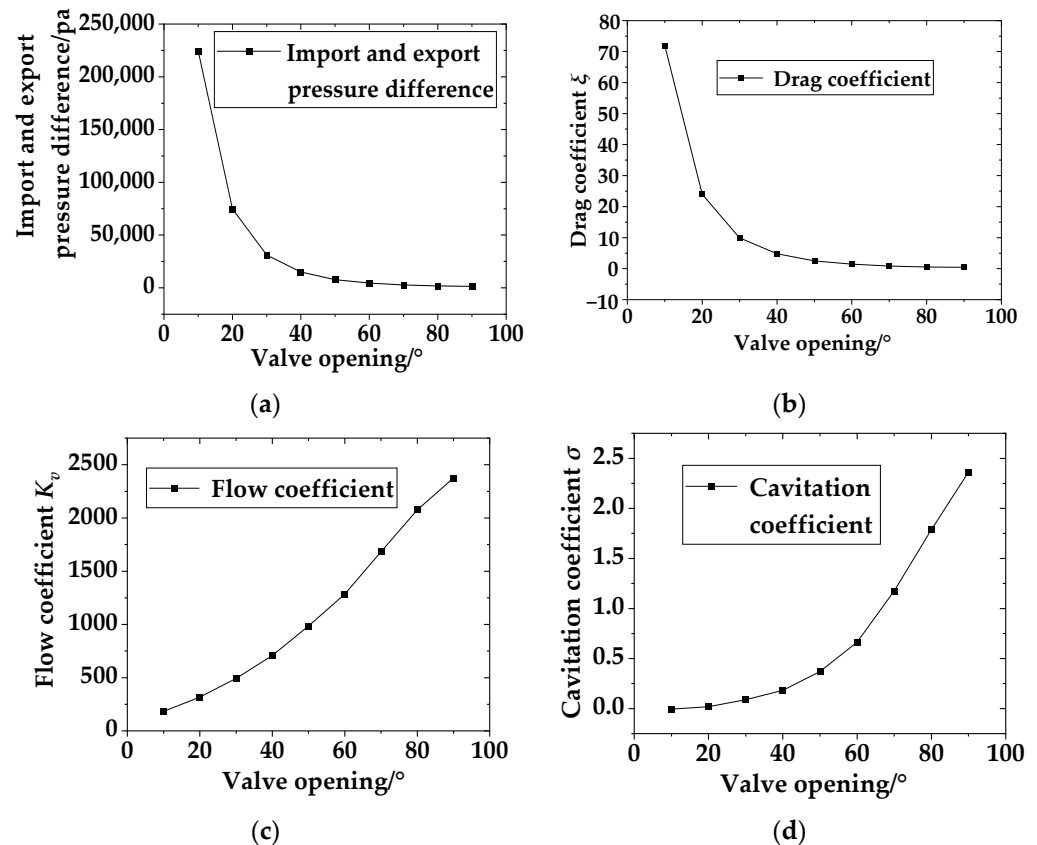 Import and export
pressure difference/pa
250,000
200,000
150,000
100,000
50,000
0
Import and export
pressure difference
0 20 40 60 80 100
Valve opening/°
(a)
Drag coefficient ξ
80
70
60
50
40
30
20
10
0
−10
Drag coefficient
0 20 40 60 80 100
Valve opening/°
(b)
Flow coefficient Kv
2500
2000
1500
1000
500
0
Flow coefficient
0 20 40 60 80 100
Valve opening/°
(c)
Cavitation coefficient σ
2.5
2.0
1.5
1.0
0.5
0.0
Cavitation
coefficient
0 20 40 60 80 100
Valve opening/°
(d)